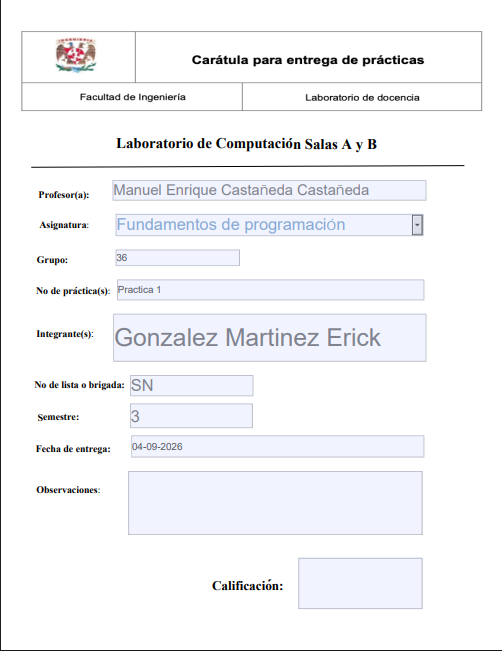 INGENIERIA
Carátula para entrega de prácticas
Facultad de Ingeniería
Laboratorio de docencia
Laboratorio de Computación Salas A y B
Profesor(a): Manuel Enrique Castañeda Castañeda
Asignatura: Fundamentos de programación
Grupo: 36
No de práctica(s): Practica 1
Integrante(s): Gonzalez Martinez Erick
No de lista o brigada: SN
Semestre: 3
Fecha de entrega: 04-09-2026
Observaciones:
Calificación: